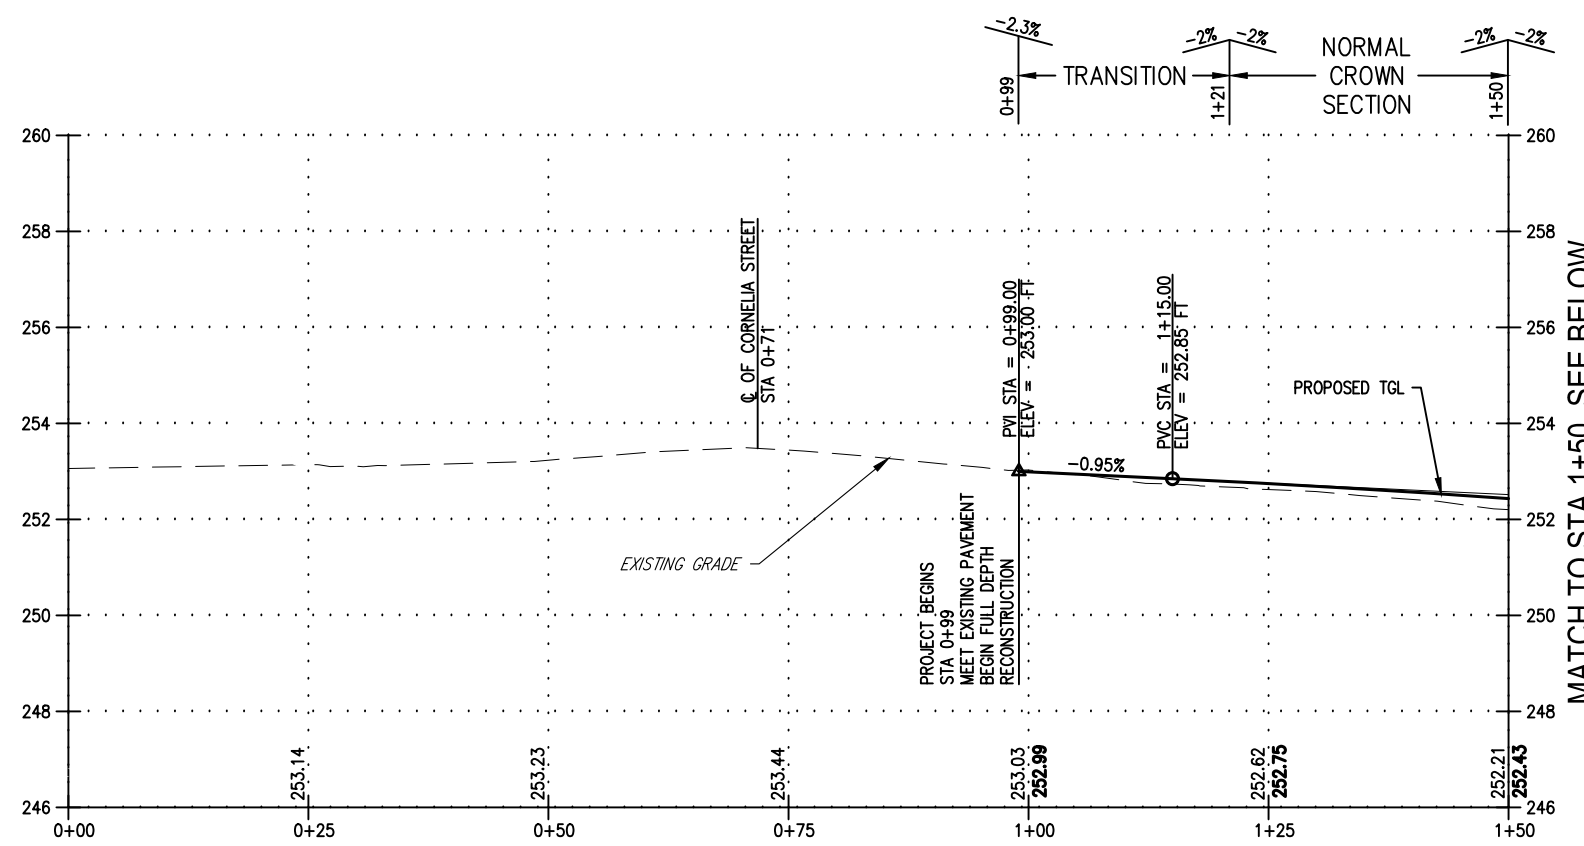 -2.3%
-2%
-2%
-2%
-2%
NORMAL
CROWN
SECTION
TRANSITION
0+99
1+21
1+50
260
260
258
258
256
256
254
254
252
252
250
250
248
248
246
246
℄ OF CORNELIA STREET
STA 0+71
PVI STA = 0+99.00
ELEV = 253.00 FT
PVC STA = 1+15.00
ELEV = 252.85 FT
PROPOSED TGL
-0.95%
EXISTING GRADE
PROJECT BEGINS
STA 0+99
MEET EXISTING PAVEMENT
BEGIN FULL DEPTH
RECONSTRUCTION
MATCH TO STA 1+50 SEE BELOW
253.14
253.23
253.44
253.03
252.99
252.62
252.75
252.21
252.43
0+00
0+25
0+50
0+75
1+00
1+25
1+50